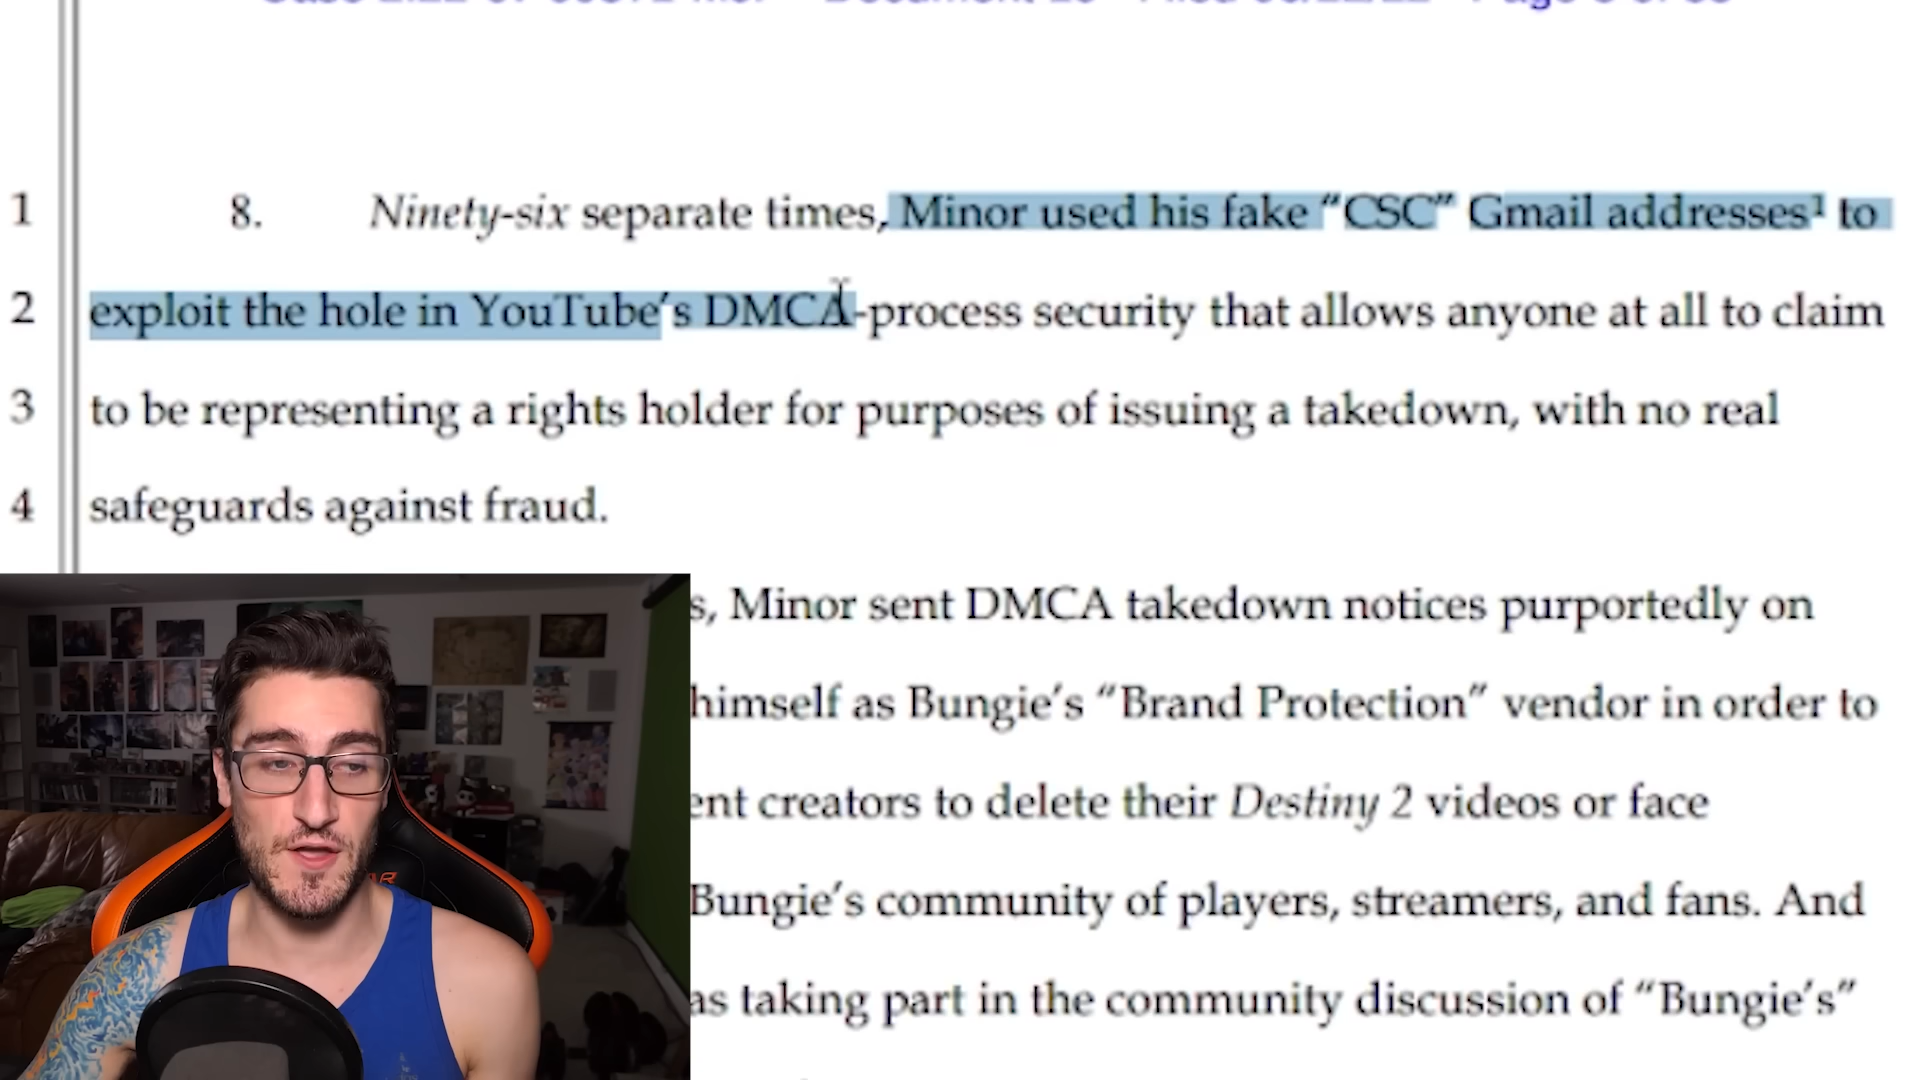 1 8. Ninety-six separate times, Minor used his fake “CSC” Gmail addresses¹ to
2 exploit the hole in YouTube’s DMCA-process security that allows anyone at all to claim
3 to be representing a rights holder for purposes of issuing a takedown, with no real
4 safeguards against fraud.
s, Minor sent DMCA takedown notices purportedly on
himself as Bungie’s “Brand Protection” vendor in order to
ent creators to delete their Destiny 2 videos or face
Bungie’s community of players, streamers, and fans. And
as taking part in the community discussion of “Bungie’s”